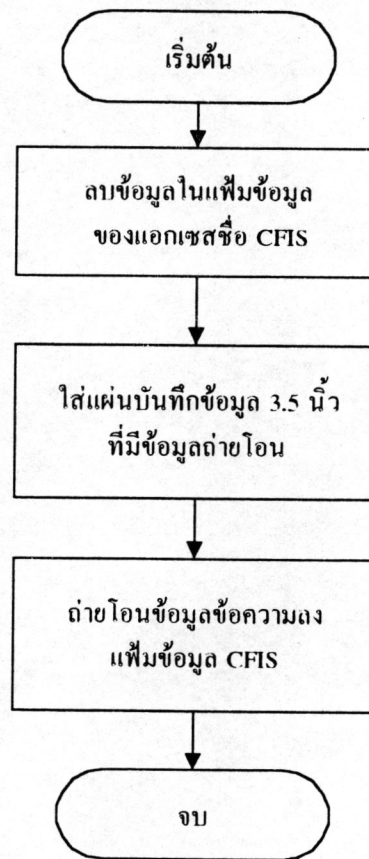 เริ่มต้น
ลบข้อมูลในแฟ้มข้อมูล
ของแอกเซสชื่อ CFIS
ใส่แผ่นบันทึกข้อมูล 3.5 นิ้ว
ที่มีข้อมูลถ่ายโอน
ถ่ายโอนข้อมูลข้อความลง
แฟ้มข้อมูล CFIS
จบ